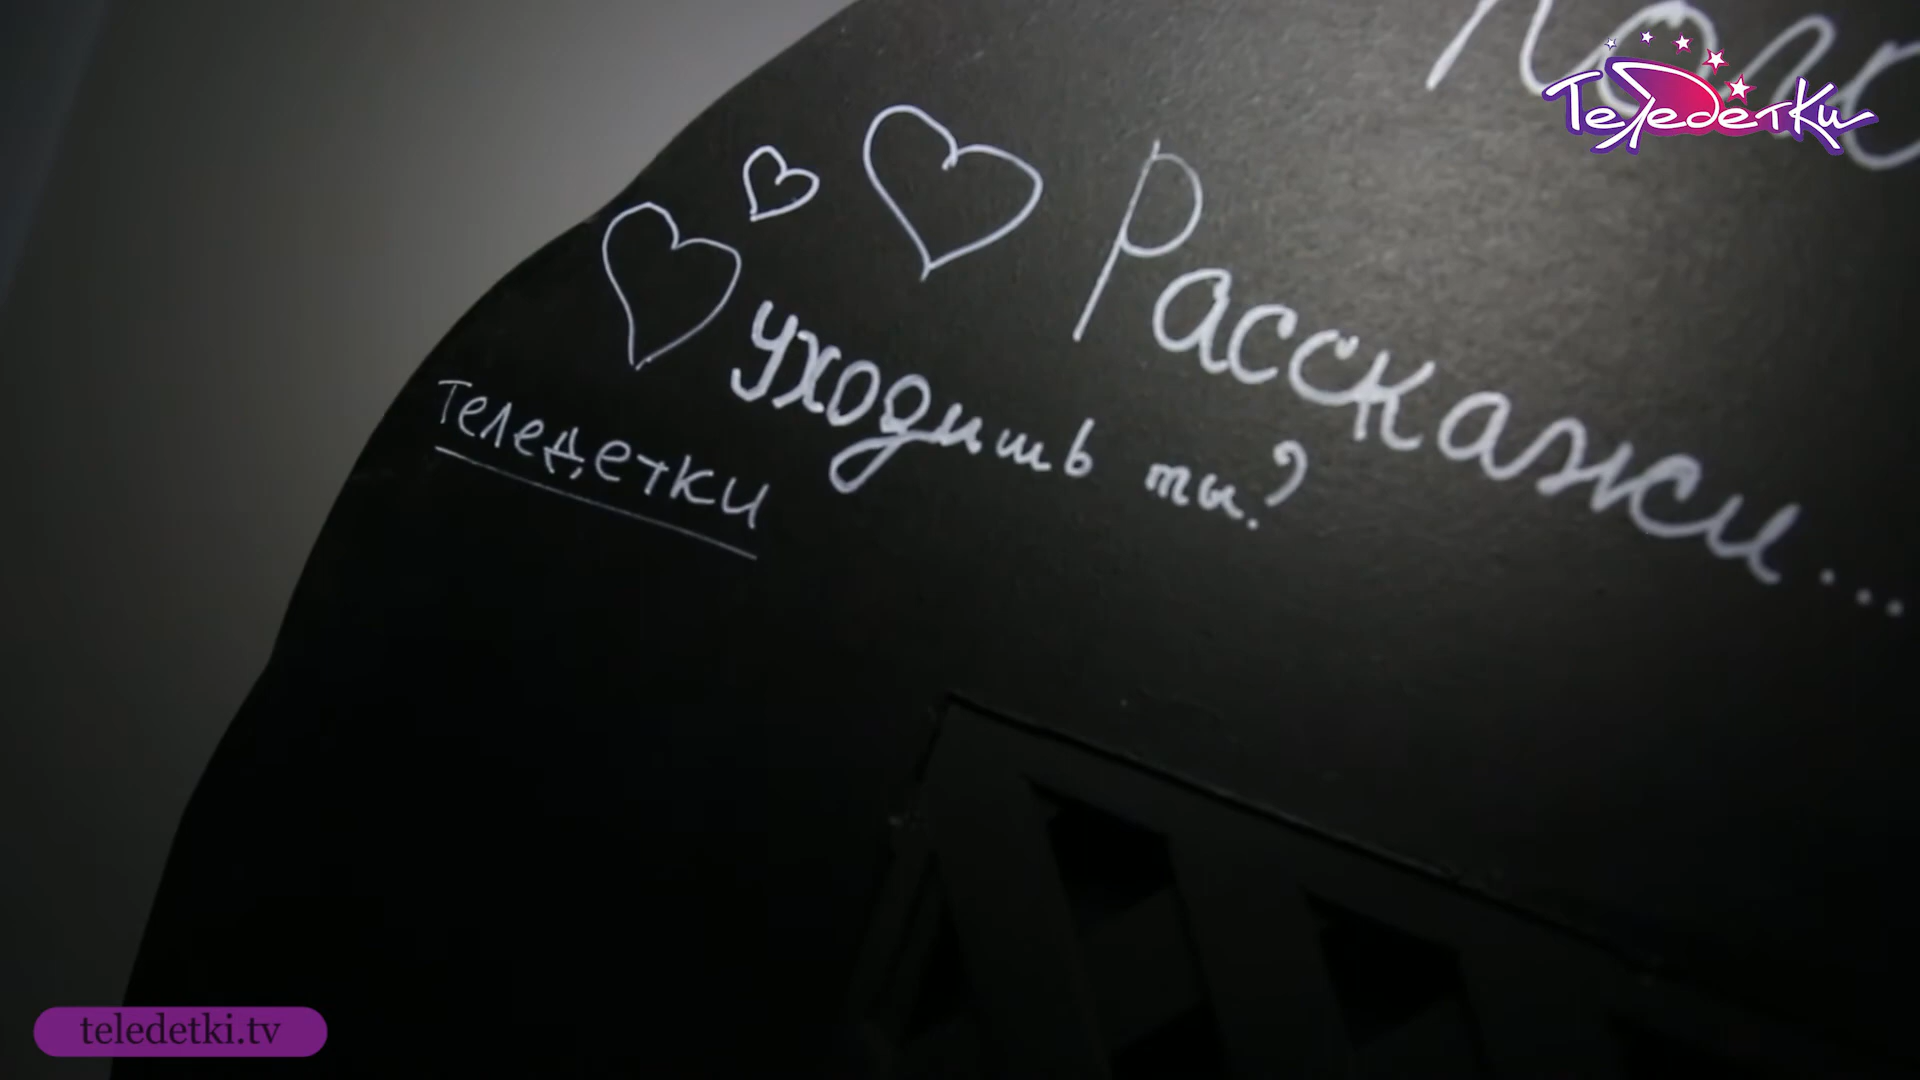 ТелеДетки
Расскажи...
уходишь ты?
Теледетки
teledetki.tv